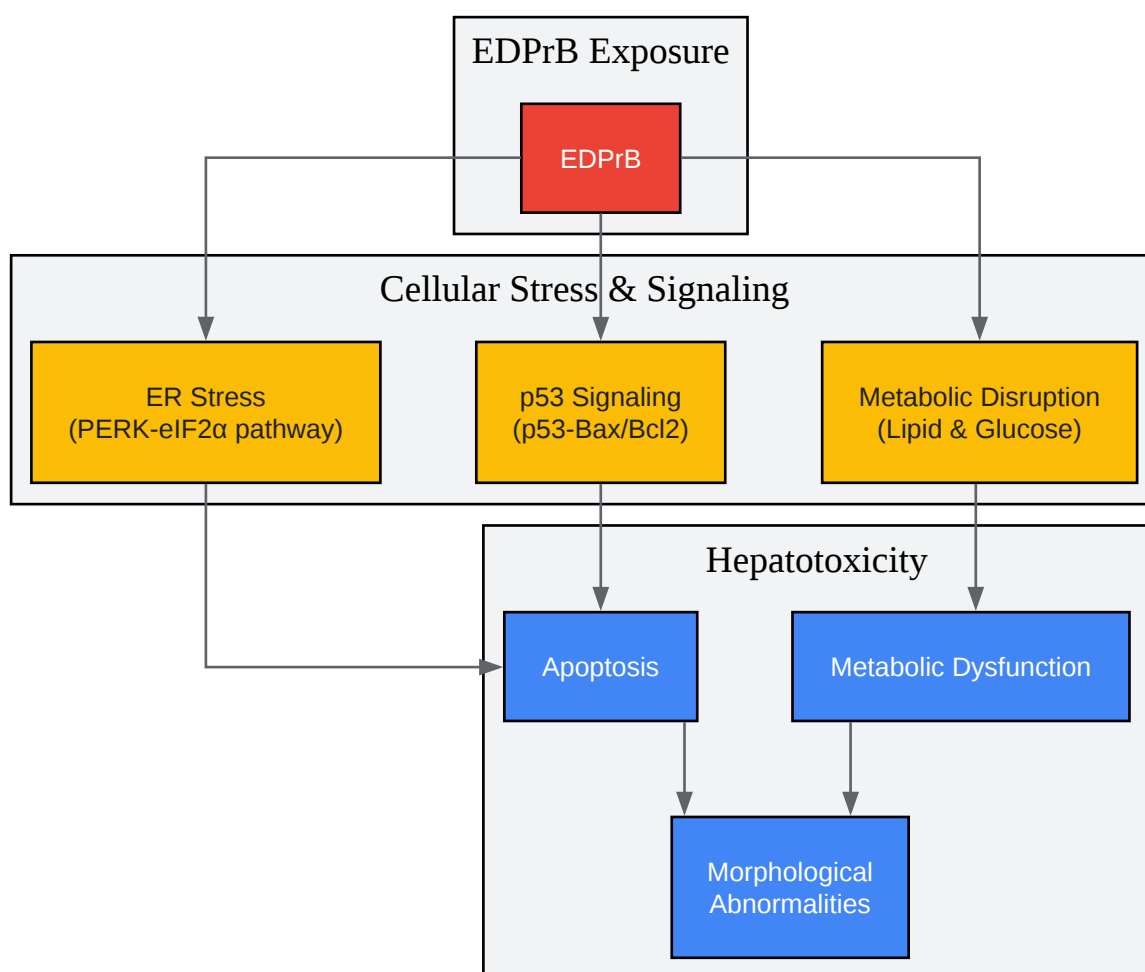 EDPrB Exposure
EDPrB
Cellular Stress & Signaling
ER Stress
(PERK-eIF2α pathway)
p53 Signaling
(p53-Bax/Bcl2)
Metabolic Disruption
(Lipid & Glucose)
Hepatotoxicity
Apoptosis
Metabolic Dysfunction
Morphological
Abnormalities